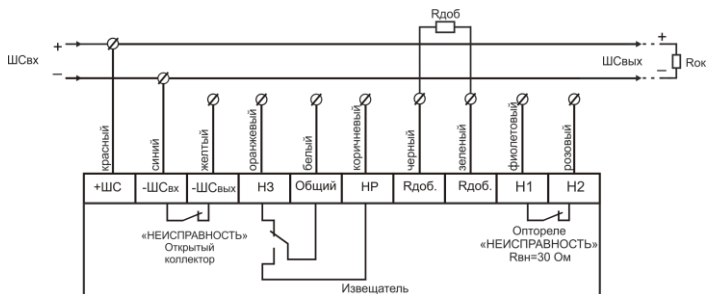 Rдоб
ШСвх
+
−
ШСвых
+
−
Rок
красный
синий
желтый
оранжевый
белый
коричневый
черный
зеленый
фиолетовый
розовый
+ШС
-ШСвх
-ШСвых
НЗ
Общий
НР
Rдоб.
Rдоб.
Н1
Н2
«НЕИСПРАВНОСТЬ»
Открытый
коллектор
Оптореле
«НЕИСПРАВНОСТЬ»
Rвн=30 Ом
Извещатель